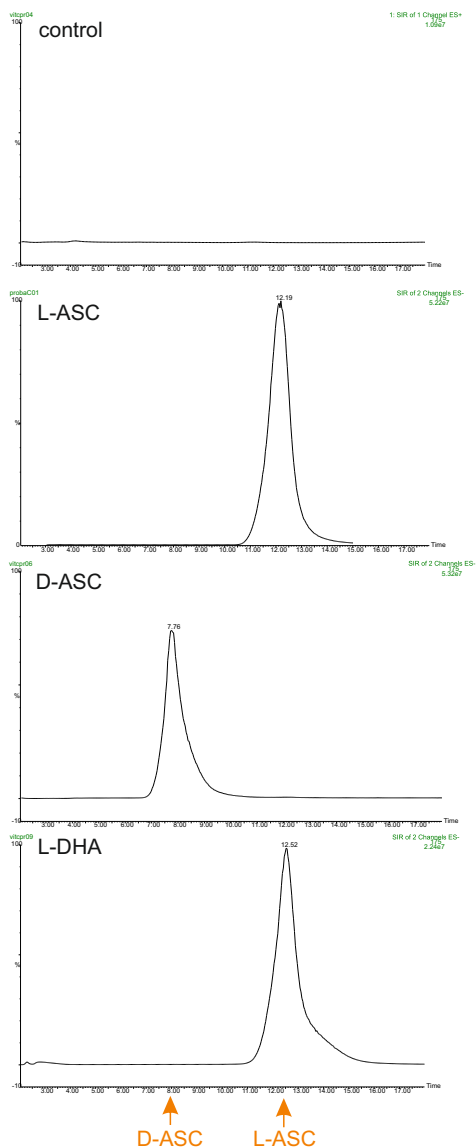 vitcpr04
control
1: SIR of 1 Channel ES+
175
1.09e7
100
%
-10
3.00 4.00 5.00 6.00 7.00 8.00 9.00 10.00 11.00 12.00 13.00 14.00 15.00 16.00 17.00
Time
probaC01
L-ASC
SIR of 2 Channels ES-
175
5.22e7
100
12.19
%
0
3.00 4.00 5.00 6.00 7.00 8.00 9.00 10.00 11.00 12.00 13.00 14.00 15.00 16.00 17.00
Time
vitcpr06
D-ASC
SIR of 2 Channels ES-
175
5.32e7
100
7.76
%
-10
3.00 4.00 5.00 6.00 7.00 8.00 9.00 10.00 11.00 12.00 13.00 14.00 15.00 16.00 17.00
Time
vitcpr09
L-DHA
SIR of 2 Channels ES-
175
2.24e7
100
12.52
%
-10
3.00 4.00 5.00 6.00 7.00 8.00 9.00 10.00 11.00 12.00 13.00 14.00 15.00 16.00 17.00
Time
D-ASC L-ASC